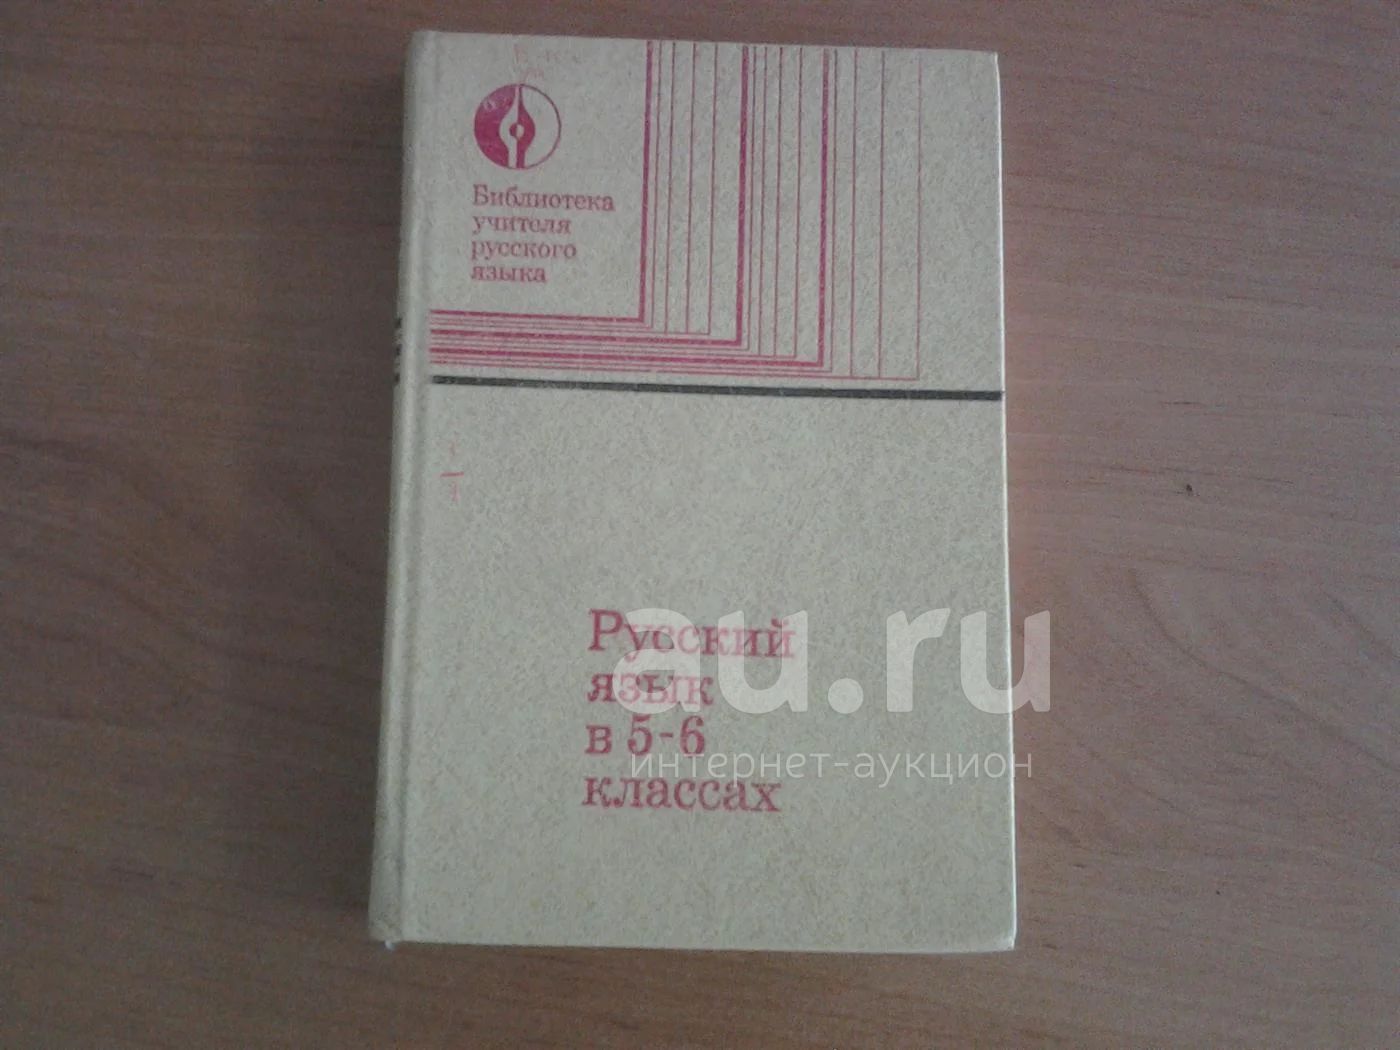 Библиотека
учителя
русского
языка
Русский
язык
в 5-6
классах
au.ru
интернет-аукцион